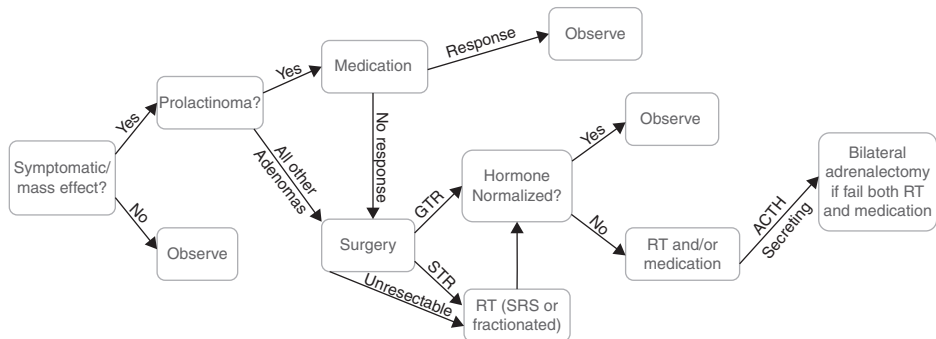 Symptomatic/
mass effect?
Yes
No
Observe
Prolactinoma?
Yes
All other
Adenomas
Medication
Response
Observe
No response
Surgery
GTR
STR
Unresectable
Hormone
Normalized?
RT (SRS or
fractionated)
Yes
Observe
No
RT and/or
medication
ACTH
Secreting
Bilateral
adrenalectomy
if fail both RT
and medication